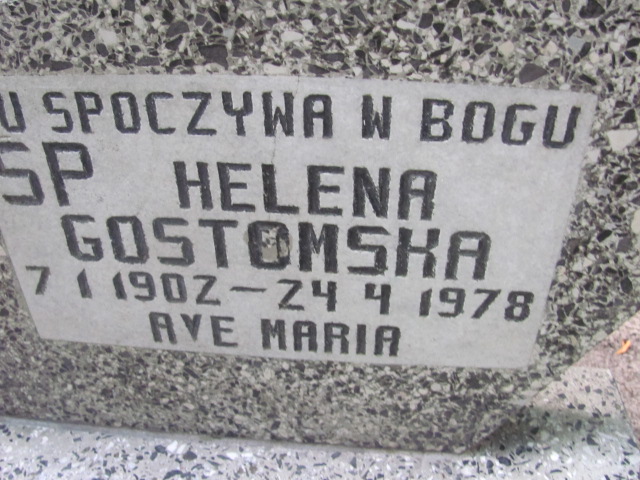 U SPOCZYWA W BOGU
SP HELENA
GOSTOMSKA
7 1 1902 – 24 4 1978
AVE MARIA